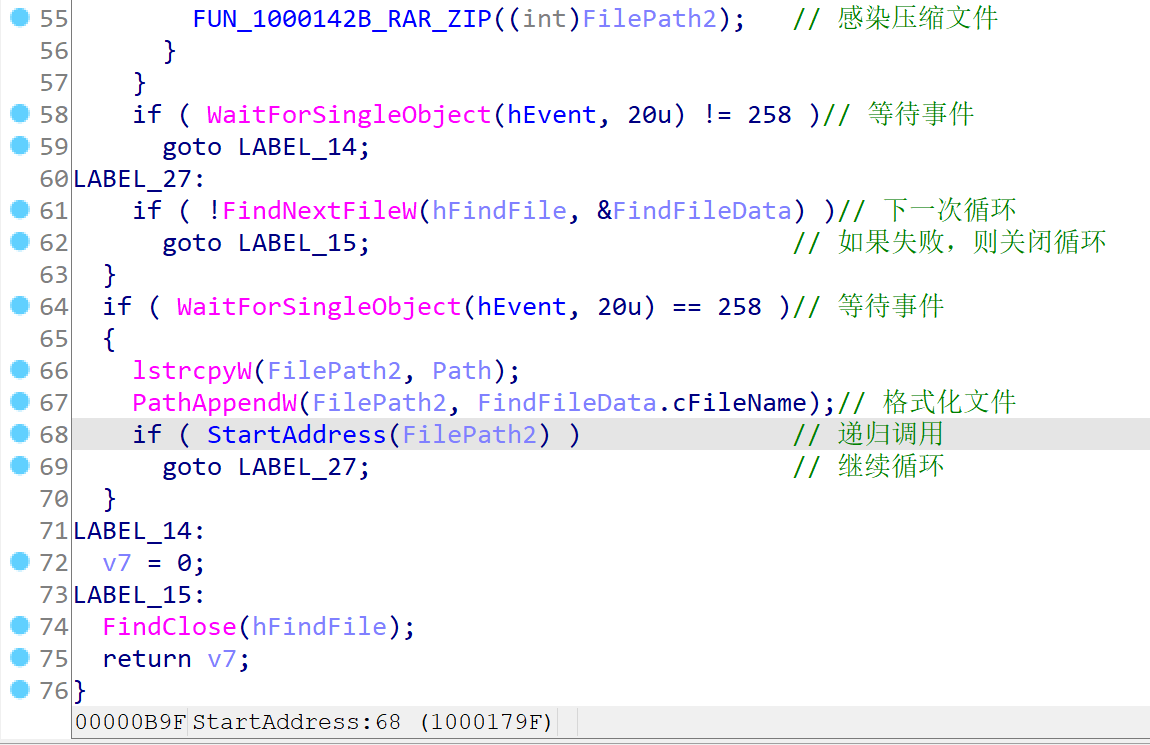 55 FUN_1000142B_RAR_ZIP((int)FilePath2); // 感染压缩文件
56 }
57 }
58 if ( WaitForSingleObject(hEvent, 20u) != 258 )// 等待事件
59 goto LABEL_14;
60 LABEL_27:
61 if ( !FindNextFileW(hFindFile, &FindFileData) )// 下一次循环
62 goto LABEL_15; // 如果失败，则关闭循环
63 }
64 if ( WaitForSingleObject(hEvent, 20u) == 258 )// 等待事件
65 {
66 lstrcpyW(FilePath2, Path);
67 PathAppendW(FilePath2, FindFileData.cFileName);// 格式化文件
68 if ( StartAddress(FilePath2) ) // 递归调用
69 goto LABEL_27; // 继续循环
70 }
71 LABEL_14:
72 v7 = 0;
73 LABEL_15:
74 FindClose(hFindFile);
75 return v7;
76 }
00000B9F StartAddress:68 (1000179F)